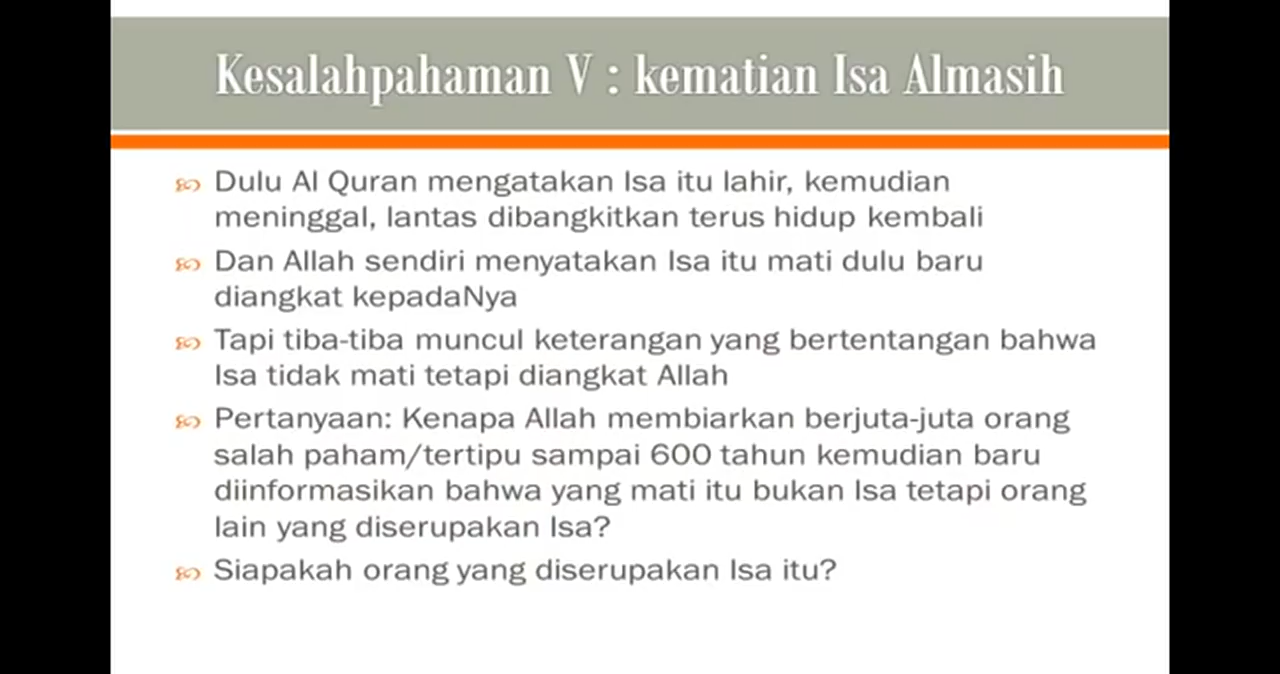 Kesalahpahaman V : kematian Isa Almasih
Dulu Al Quran mengatakan Isa itu lahir, kemudian
meninggal, lantas dibangkitkan terus hidup kembali
Dan Allah sendiri menyatakan Isa itu mati dulu baru
diangkat kepadaNya
Tapi tiba-tiba muncul keterangan yang bertentangan bahwa
Isa tidak mati tetapi diangkat Allah
Pertanyaan: Kenapa Allah membiarkan berjuta-juta orang
salah paham/tertipu sampai 600 tahun kemudian baru
diinformasikan bahwa yang mati itu bukan Isa tetapi orang
lain yang diserupakan Isa?
Siapakah orang yang diserupakan Isa itu?